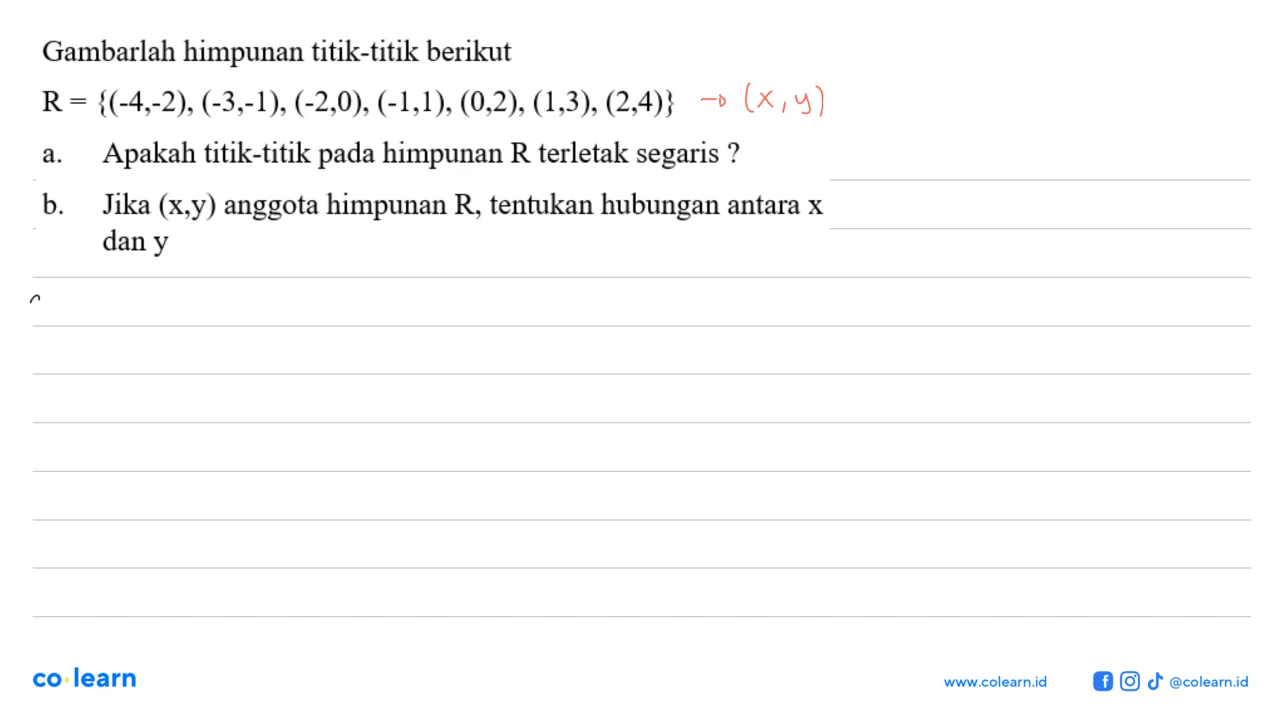 Gambarlah himpunan titik-titik berikut
R = {(-4,-2), (-3,-1), (-2,0), (-1,1), (0,2), (1,3), (2,4)} → (x, y)
a. Apakah titik-titik pada himpunan R terletak segaris ?
b. Jika (x,y) anggota himpunan R, tentukan hubungan antara x
dan y
co·learn
www.colearn.id @colearn.id